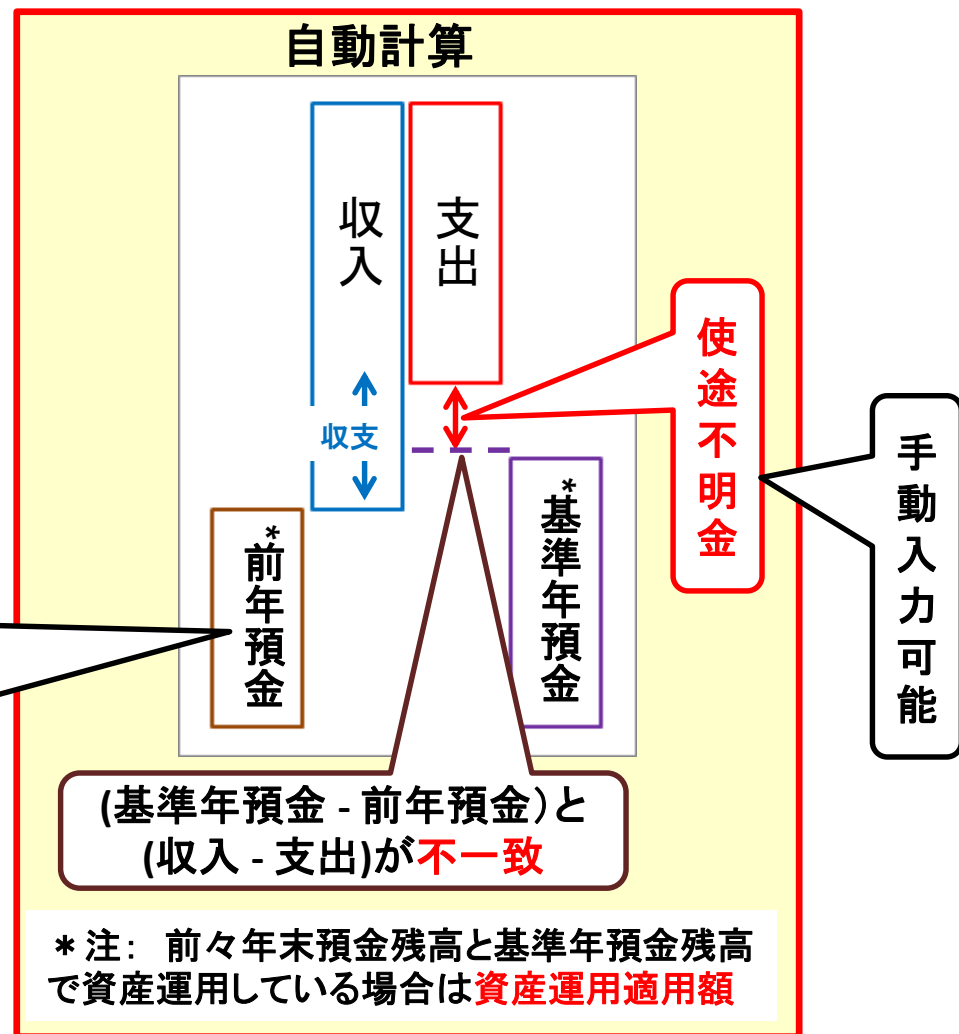 自動計算
収入
支出
収支
使途不明金
手動入力可能
*前年預金
*基準年預金
(基準年預金 - 前年預金）と
(収入 - 支出)が不一致
＊注： 前々年末預金残高と基準年預金残高
で資産運用している場合は資産運用適用額